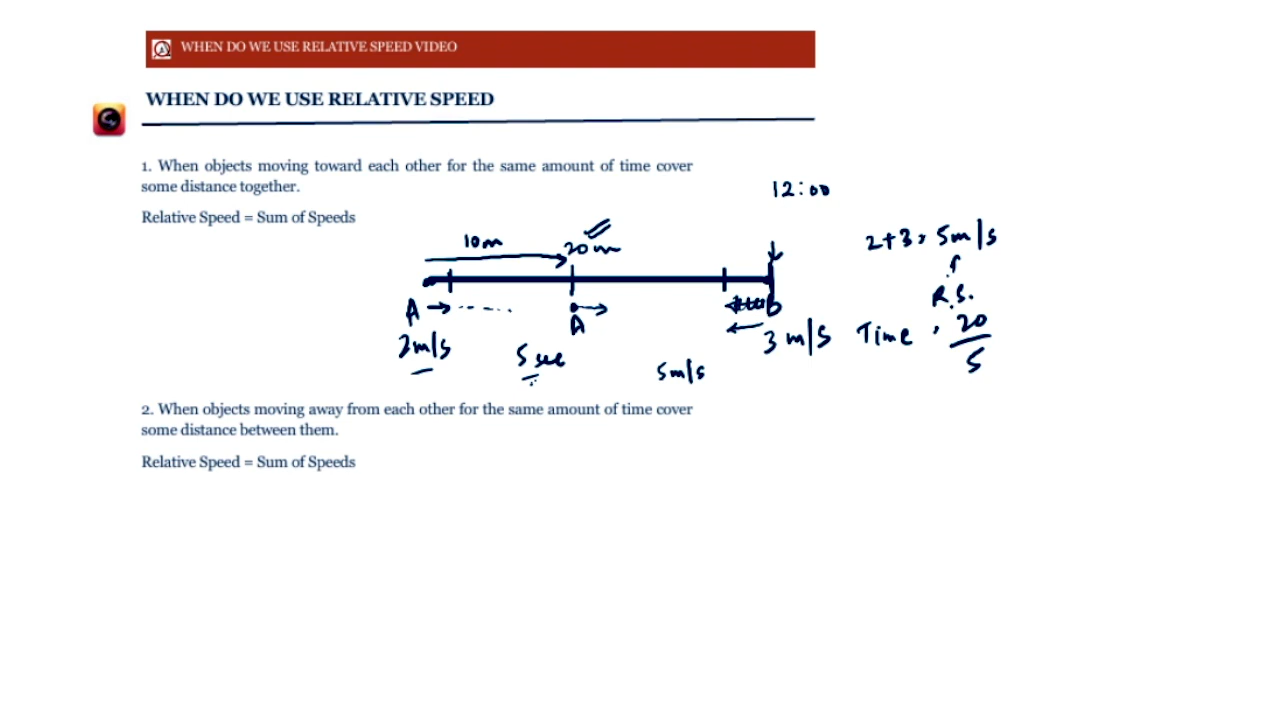 WHEN DO WE USE RELATIVE SPEED VIDEO
WHEN DO WE USE RELATIVE SPEED
1. When objects moving toward each other for the same amount of time cover
some distance together.
12:00
Relative Speed = Sum of Speeds
10m
20m
2+3, 5m/s
R.S.
A
A
2m/s
3 m/s
Time , 20
5
5 sec
5m/s
2. When objects moving away from each other for the same amount of time cover
some distance between them.
Relative Speed = Sum of Speeds